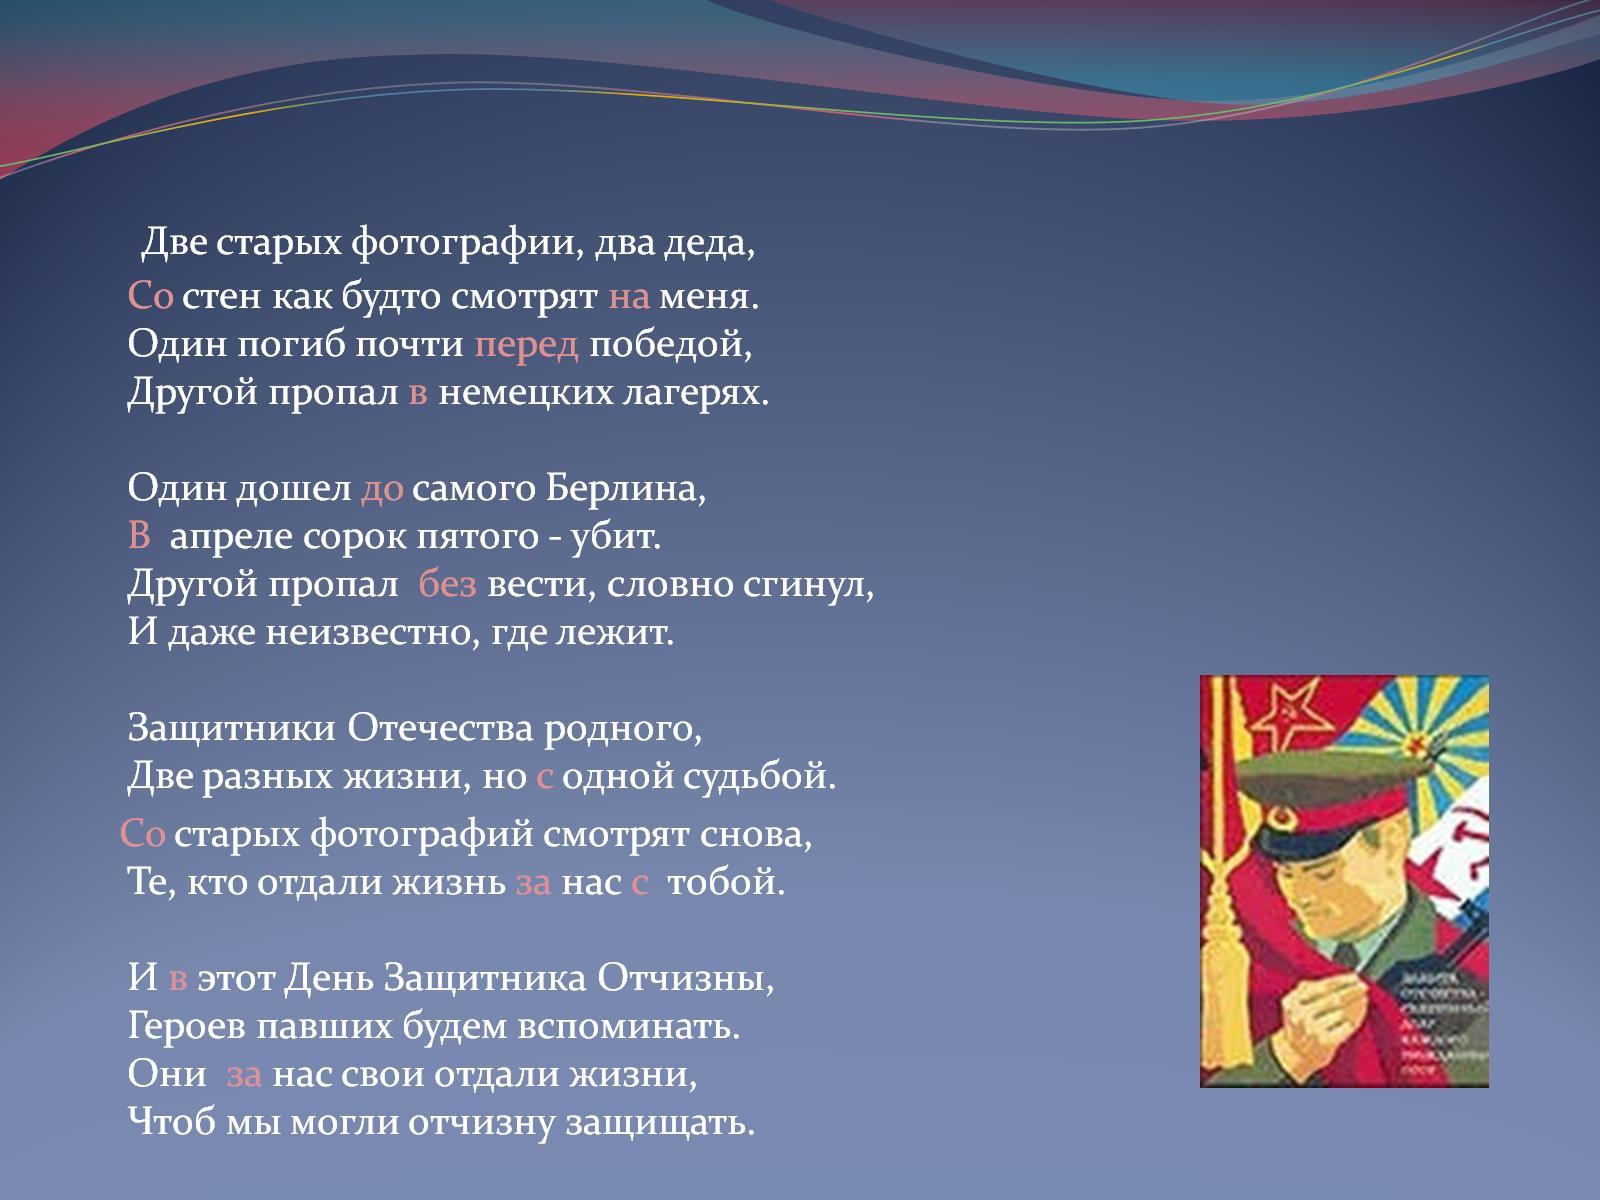 Две старых фотографии, два деда,
Со стен как будто смотрят на меня.
Один погиб почти перед победой,
Другой пропал в немецких лагерях.
Один дошел до самого Берлина,
В  апреле сорок пятого - убит.
Другой пропал  без вести, словно сгинул,
И даже неизвестно, где лежит.
Защитники Отечества родного,
Две разных жизни, но с одной судьбой.
Со старых фотографий смотрят снова,
Те, кто отдали жизнь за нас с  тобой.
И в этот День Защитника Отчизны,
Героев павших будем вспоминать.
Они  за нас свои отдали жизни,
Чтоб мы могли отчизну защищать.